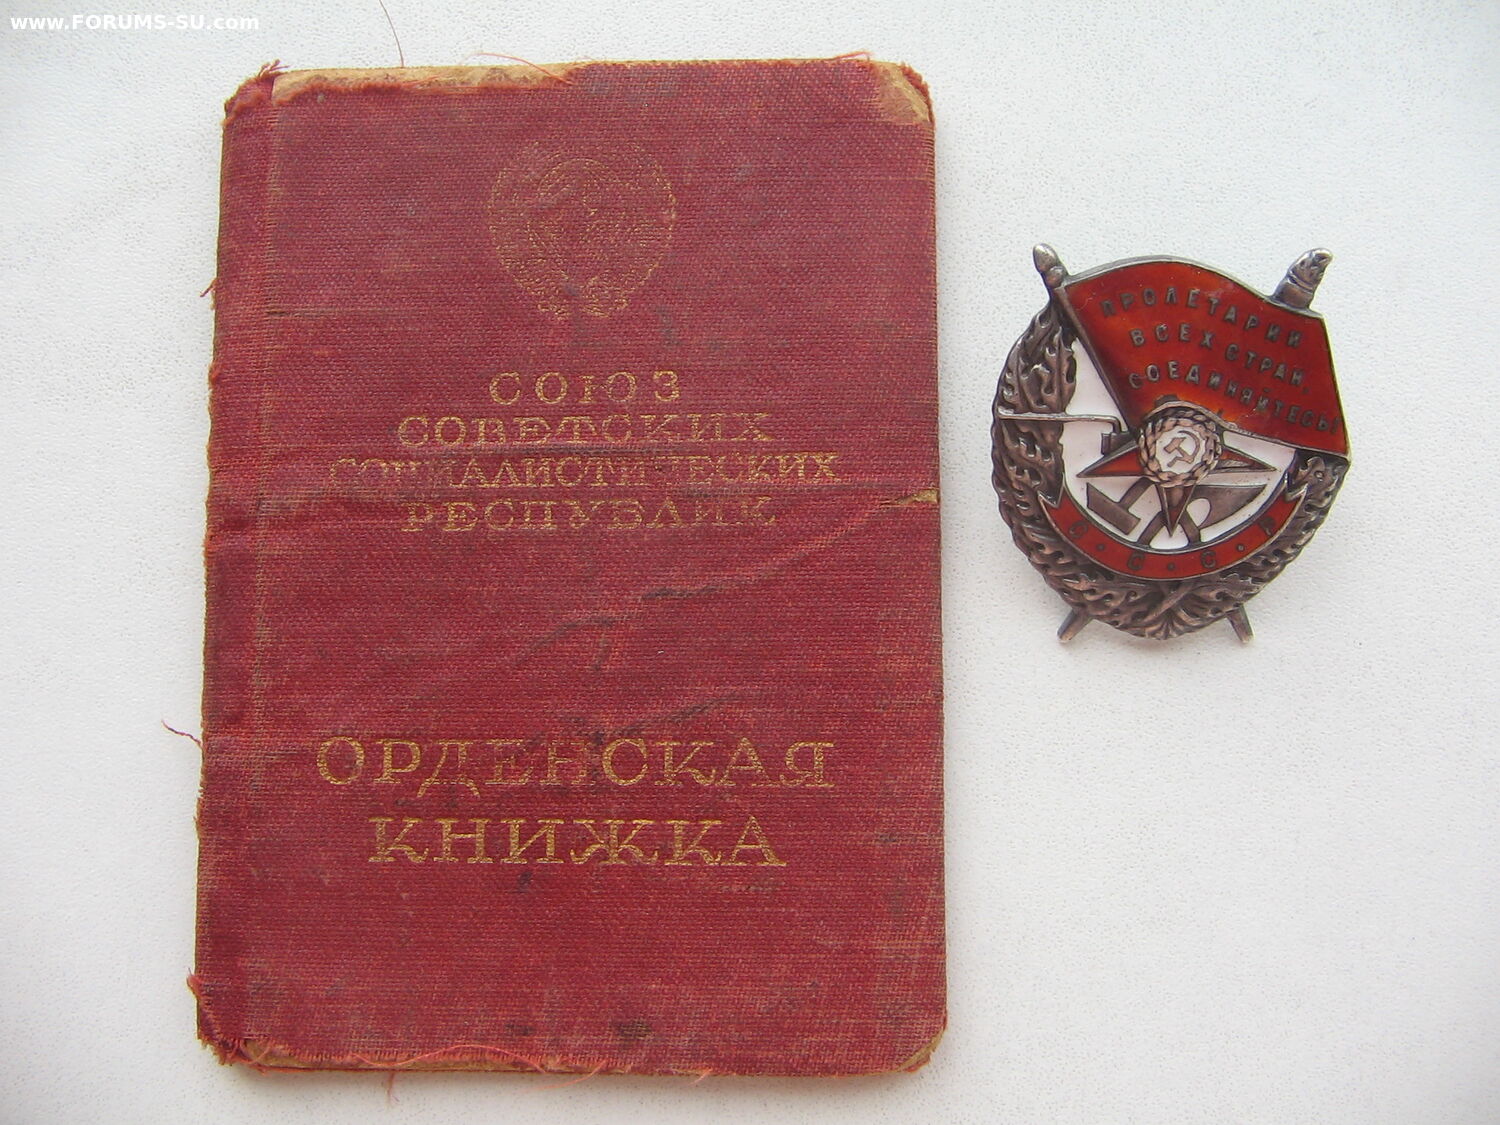 www.FORUMS-SU.com
СОЮЗ
СОВЕТСКИХ
СОЦИАЛИСТИЧЕСКИХ
РЕСПУБЛИК
ОРДЕНСКАЯ
КНИЖКА
ПРОЛЕТАРИИ
ВСЕХ СТРАН,
СОЕДИНЯЙТЕСЬ!
С·С·С·Р